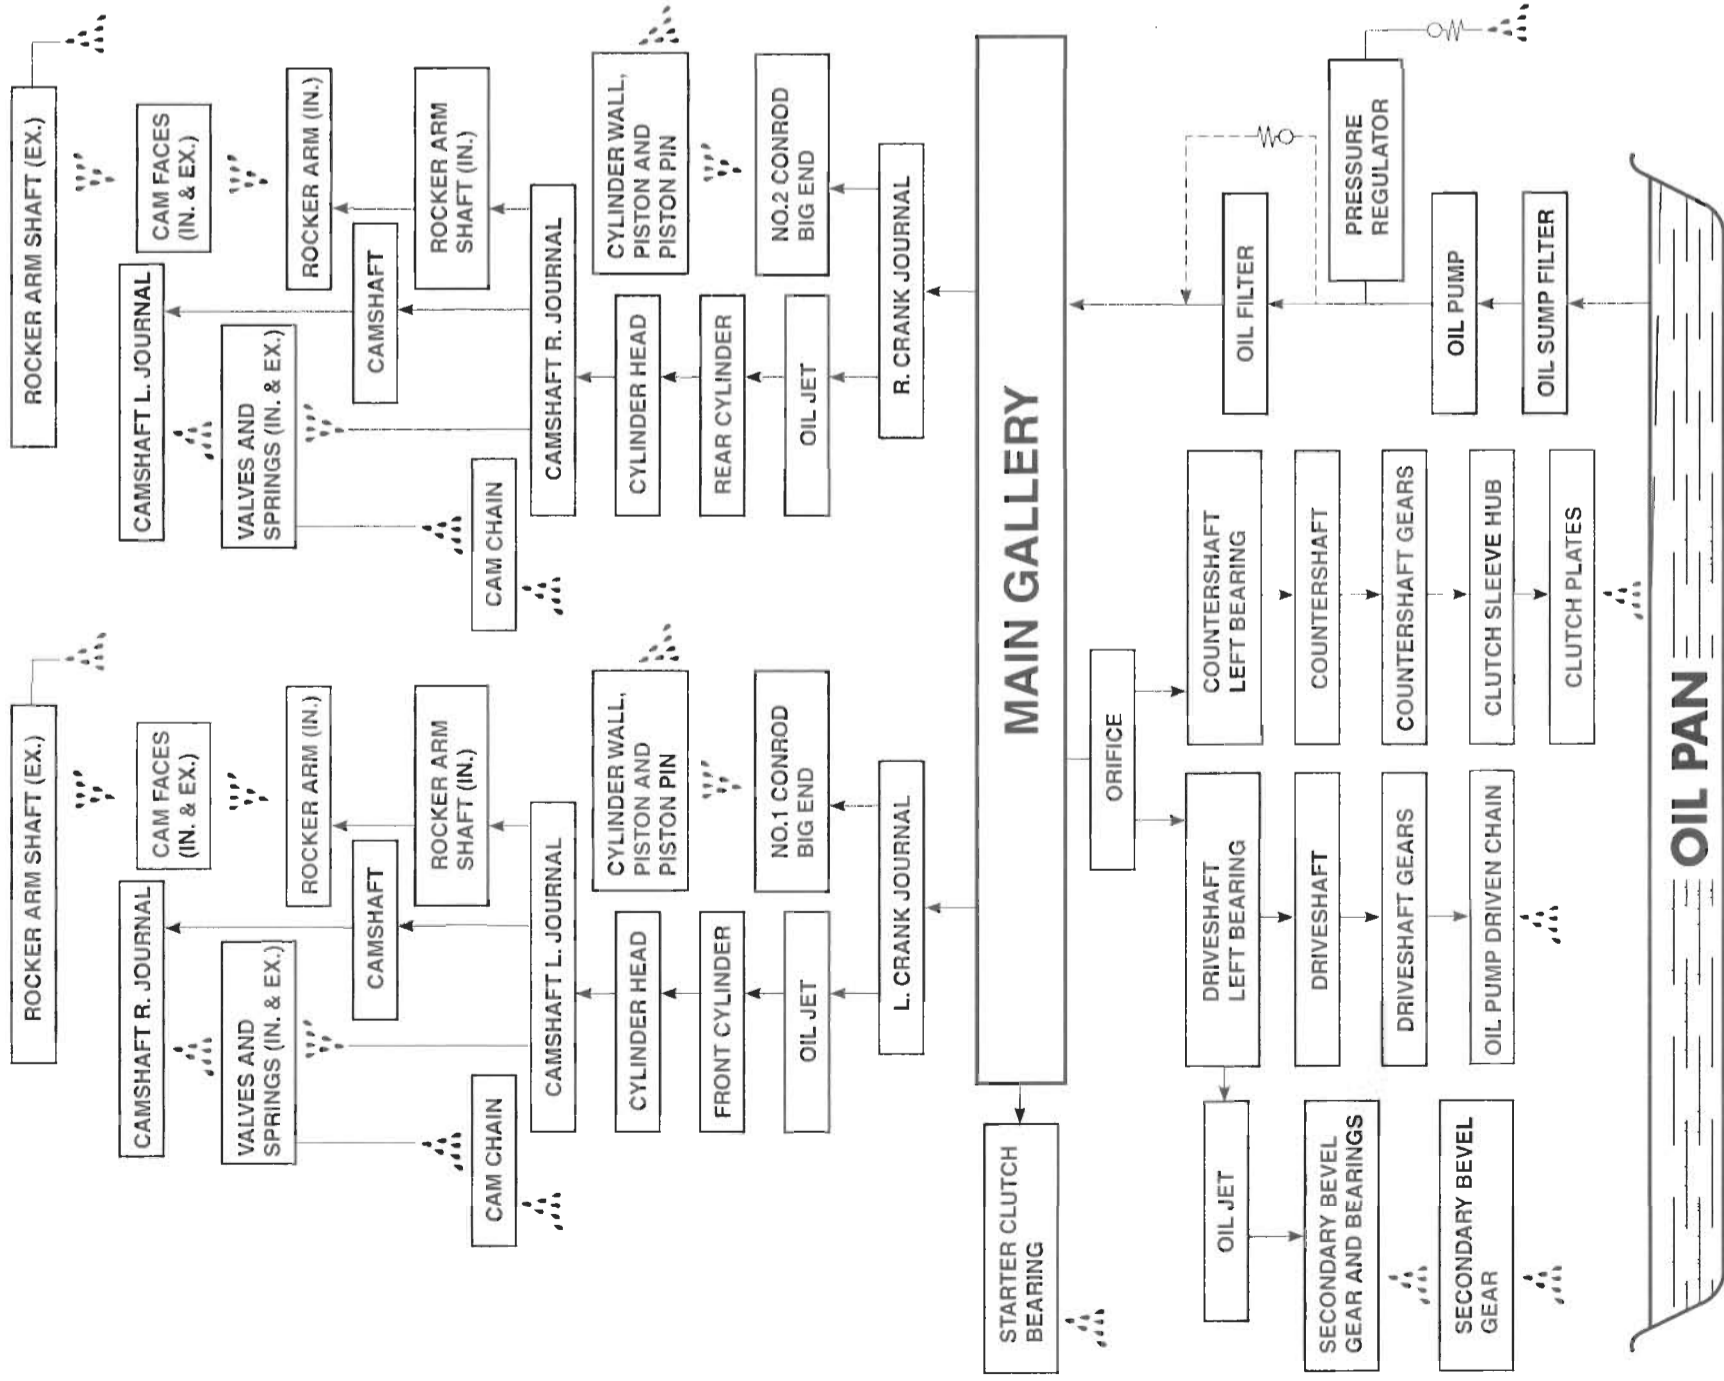 ROCKER ARM SHAFT (EX.)
CAM FACES
(IN. & EX.)
CAMSHAFT R. JOURNAL
VALVES AND
SPRINGS (IN. & EX.)
ROCKER ARM (IN.)
CAMSHAFT
ROCKER ARM
SHAFT (IN.)
CAM CHAIN
CAMSHAFT L. JOURNAL
CYLINDER HEAD
CYLINDER WALL,
PISTON AND
PISTON PIN
FRONT CYLINDER
OIL JET
NO.1 CONROD
BIG END
L. CRANK JOURNAL
ROCKER ARM SHAFT (EX.)
CAM FACES
(IN. & EX.)
CAMSHAFT L. JOURNAL
VALVES AND
SPRINGS (IN. & EX.)
ROCKER ARM (IN.)
CAMSHAFT
ROCKER ARM
SHAFT (IN.)
CAM CHAIN
CAMSHAFT R. JOURNAL
CYLINDER HEAD
CYLINDER WALL,
PISTON AND
PISTON PIN
REAR CYLINDER
OIL JET
NO.2 CONROD
BIG END
R. CRANK JOURNAL
MAIN GALLERY
STARTER CLUTCH
BEARING
ORIFICE
OIL JET
SECONDARY BEVEL
GEAR AND BEARINGS
SECONDARY BEVEL
GEAR
DRIVESHAFT
LEFT BEARING
DRIVESHAFT
DRIVESHAFT GEARS
OIL PUMP DRIVEN CHAIN
COUNTERSHAFT
LEFT BEARING
COUNTERSHAFT
COUNTERSHAFT GEARS
CLUTCH SLEEVE HUB
CLUTCH PLATES
OIL FILTER
PRESSURE
REGULATOR
OIL PUMP
OIL SUMP FILTER
OIL PAN